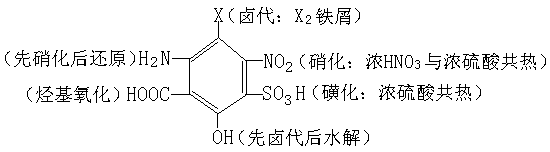 X(卤代：X₂铁屑)
(先硝化后还原)H₂N
NO₂(硝化：浓HNO₃与浓硫酸共热)
(烃基氧化)HOOC
SO₃H(磺化：浓硫酸共热)
OH(先卤代后水解)